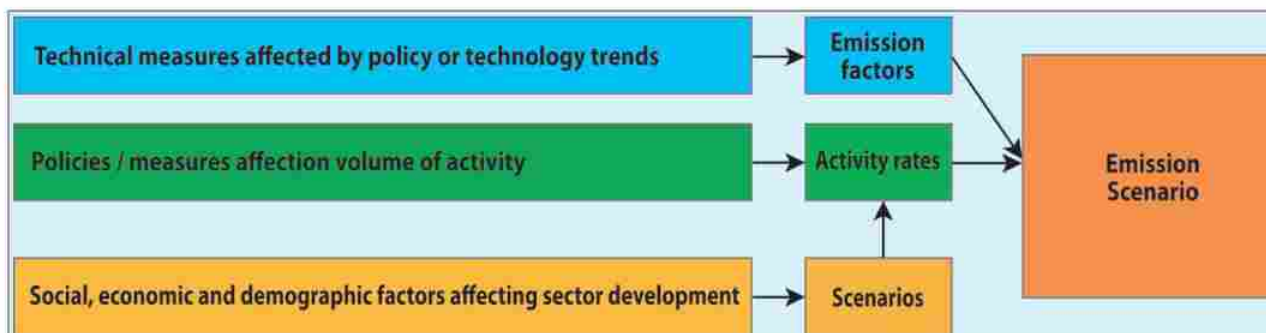 Technical measures affected by policy or technology trends
Emission
factors
Policies / measures affection volume of activity
Activity rates
Emission
Scenario
Social, economic and demographic factors affecting sector development
Scenarios